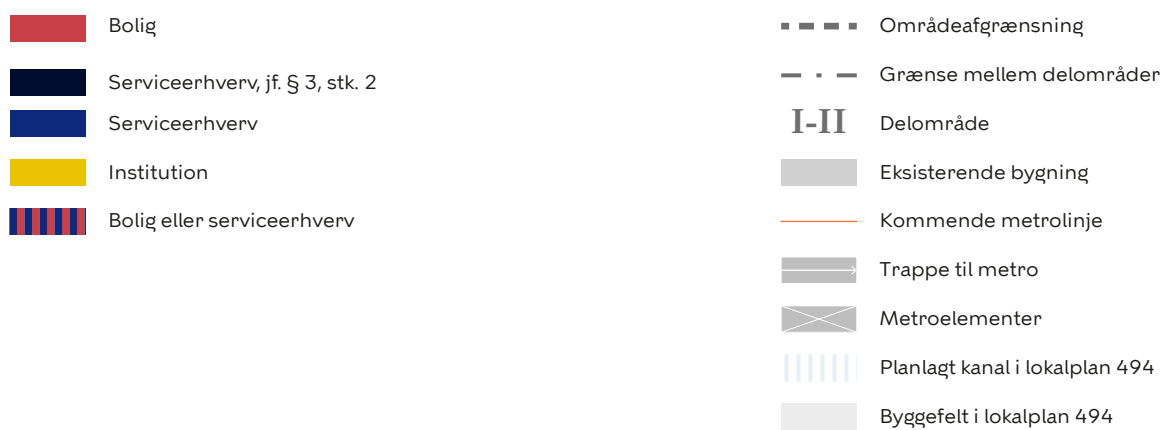 Bolig
Serviceerhverv, jf. § 3, stk. 2
Serviceerhverv
Institution
Bolig eller serviceerhverv
Områdeafgrænsning
Grænse mellem delområder
I-II Delområde
Eksisterende bygning
Kommende metrolinje
Trappe til metro
Metroelementer
Planlagt kanal i lokalplan 494
Byggefelt i lokalplan 494